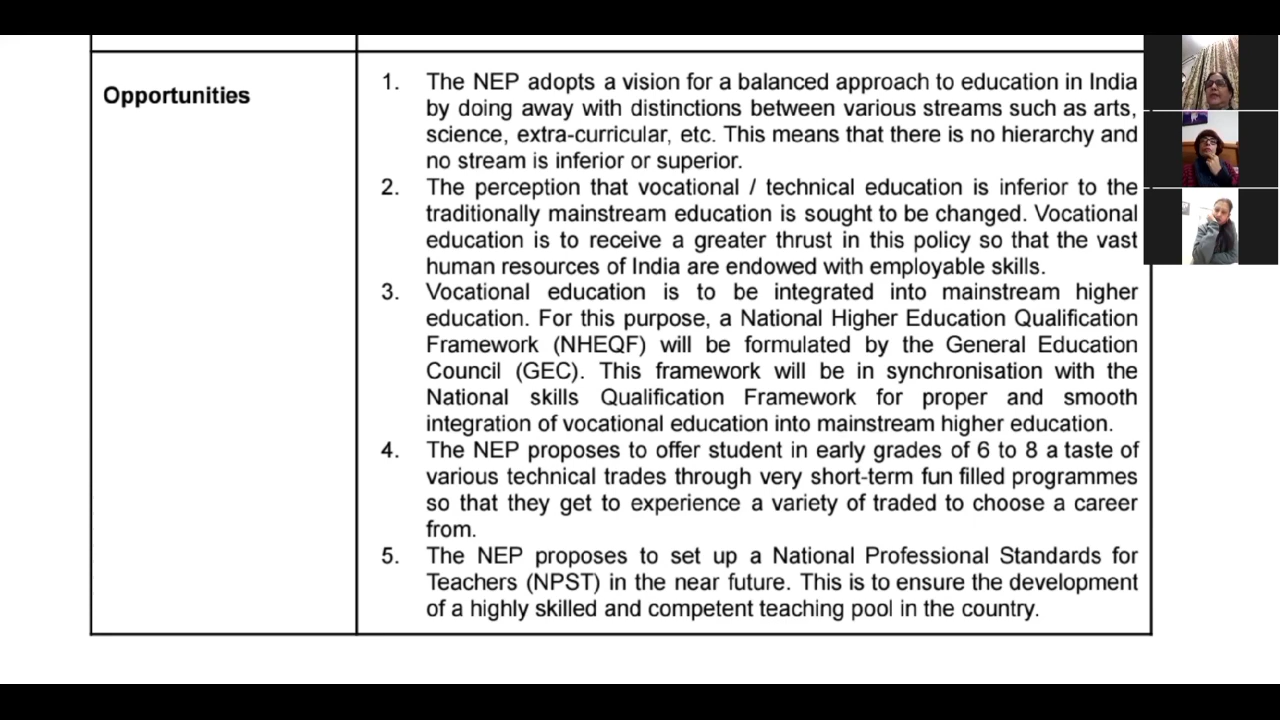 Opportunities
1. The NEP adopts a vision for a balanced approach to education in India
by doing away with distinctions between various streams such as arts,
science, extra-curricular, etc. This means that there is no hierarchy and
no stream is inferior or superior.
2. The perception that vocational / technical education is inferior to the
traditionally mainstream education is sought to be changed. Vocational
education is to receive a greater thrust in this policy so that the vast
human resources of India are endowed with employable skills.
3. Vocational education is to be integrated into mainstream higher
education. For this purpose, a National Higher Education Qualification
Framework (NHEQF) will be formulated by the General Education
Council (GEC). This framework will be in synchronisation with the
National skills Qualification Framework for proper and smooth
integration of vocational education into mainstream higher education.
4. The NEP proposes to offer student in early grades of 6 to 8 a taste of
various technical trades through very short-term fun filled programmes
so that they get to experience a variety of traded to choose a career
from.
5. The NEP proposes to set up a National Professional Standards for
Teachers (NPST) in the near future. This is to ensure the development
of a highly skilled and competent teaching pool in the country.